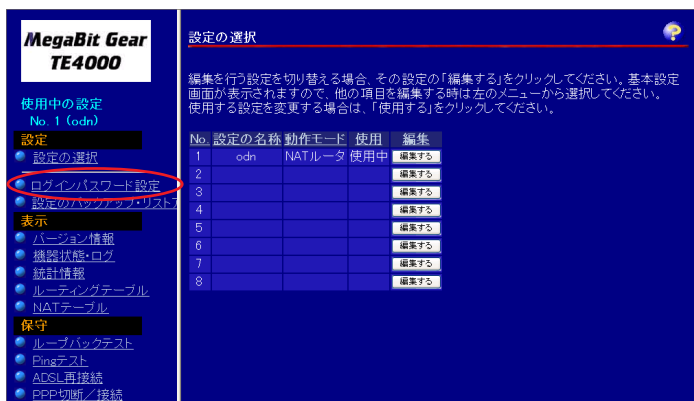 MegaBit Gear
TE4000
使用中の設定
No. 1 (odn)
設定
設定の選択
ログインパスワード設定
設定のバックアップ・リストア
表示
バージョン情報
機器状態・ログ
統計情報
ルーティングテーブル
NATテーブル
保守
ループバックテスト
Pingテスト
ADSL再接続
PPP切断／接続
設定の選択
?
編集を行う設定を切り替える場合、その設定の「編集する」をクリックしてください。基本設定
画面が表示されますので、他の項目を編集する時は左のメニューから選択してください。
使用する設定を変更する場合は、「使用する」をクリックしてください。
No. 設定の名称 動作モード 使用 編集
1 odn NATルータ 使用中 編集する
2 編集する
3 編集する
4 編集する
5 編集する
6 編集する
7 編集する
8 編集する